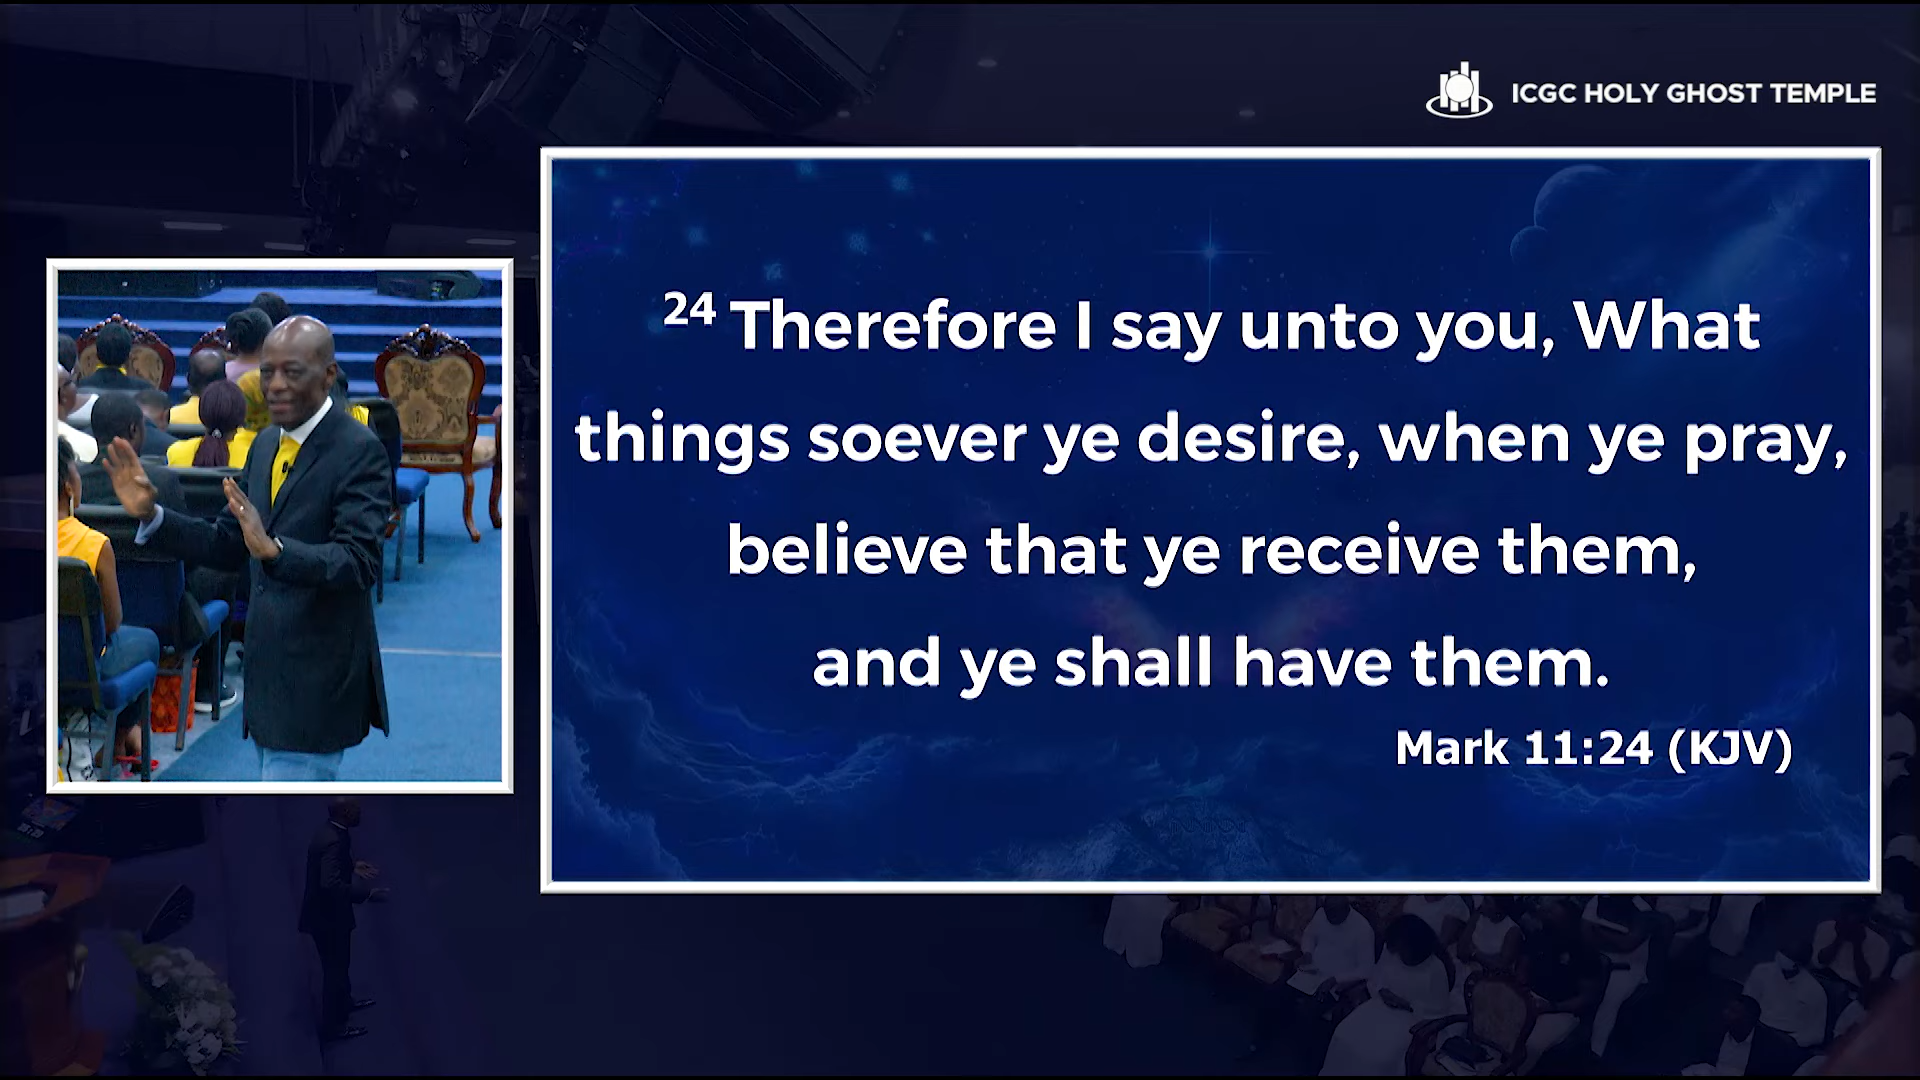 ICGC HOLY GHOST TEMPLE
24 Therefore I say unto you, What
things soever ye desire, when ye pray,
believe that ye receive them,
and ye shall have them.
Mark 11:24 (KJV)